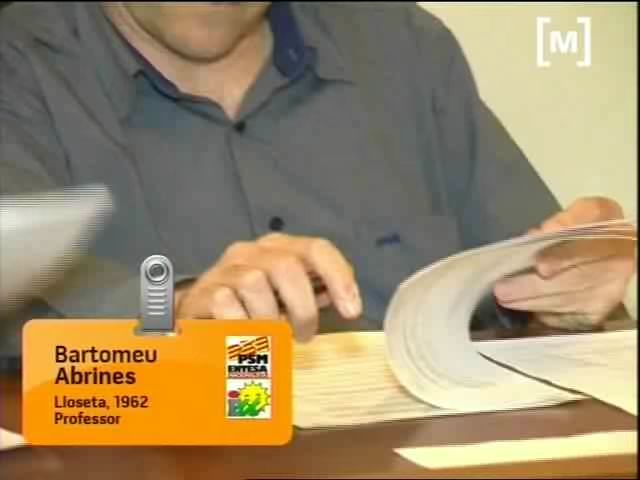 [M]
Bartomeu
Abrines
Lloseta, 1962
Professor
PSM
ENTESA